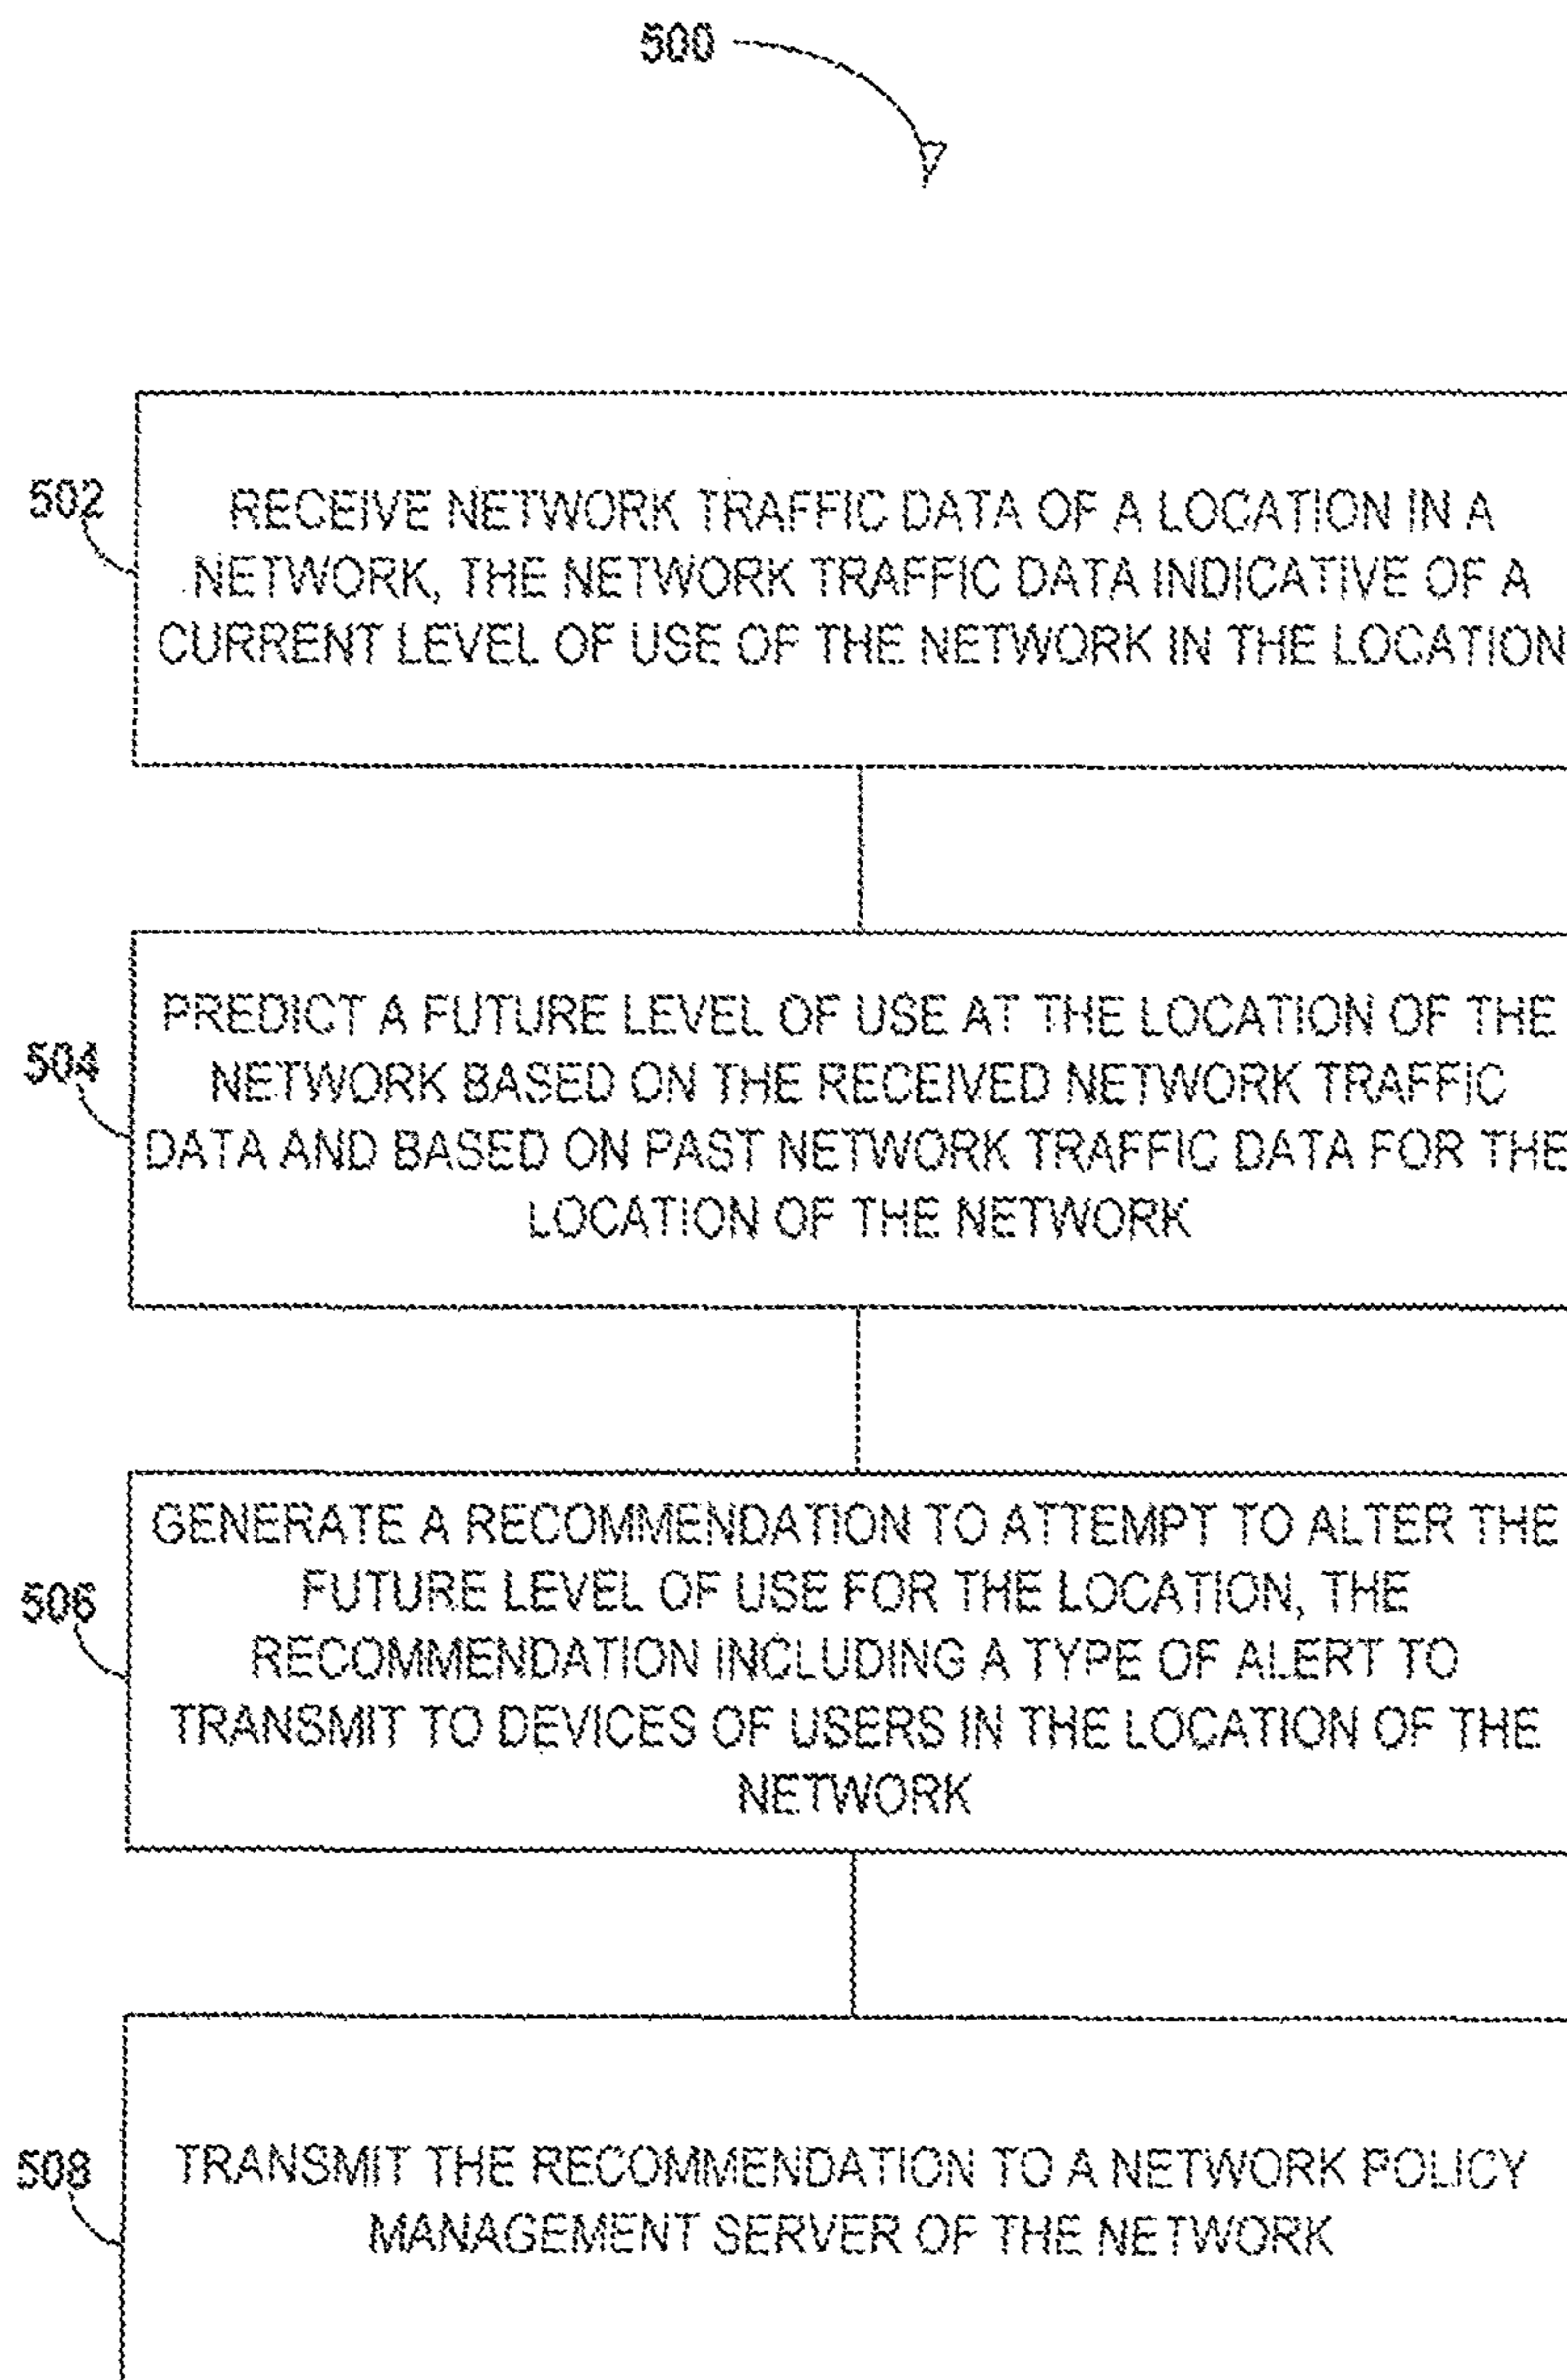 500
502
RECEIVE NETWORK TRAFFIC DATA OF A LOCATION IN A
NETWORK, THE NETWORK TRAFFIC DATA INDICATIVE OF A
CURRENT LEVEL OF USE OF THE NETWORK IN THE LOCATION
504
PREDICT A FUTURE LEVEL OF USE AT THE LOCATION OF THE
NETWORK BASED ON THE RECEIVED NETWORK TRAFFIC
DATA AND BASED ON PAST NETWORK TRAFFIC DATA FOR THE
LOCATION OF THE NETWORK
506
GENERATE A RECOMMENDATION TO ATTEMPT TO ALTER THE
FUTURE LEVEL OF USE FOR THE LOCATION, THE
RECOMMENDATION INCLUDING A TYPE OF ALERT TO
TRANSMIT TO DEVICES OF USERS IN THE LOCATION OF THE
NETWORK
508
TRANSMIT THE RECOMMENDATION TO A NETWORK POLICY
MANAGEMENT SERVER OF THE NETWORK